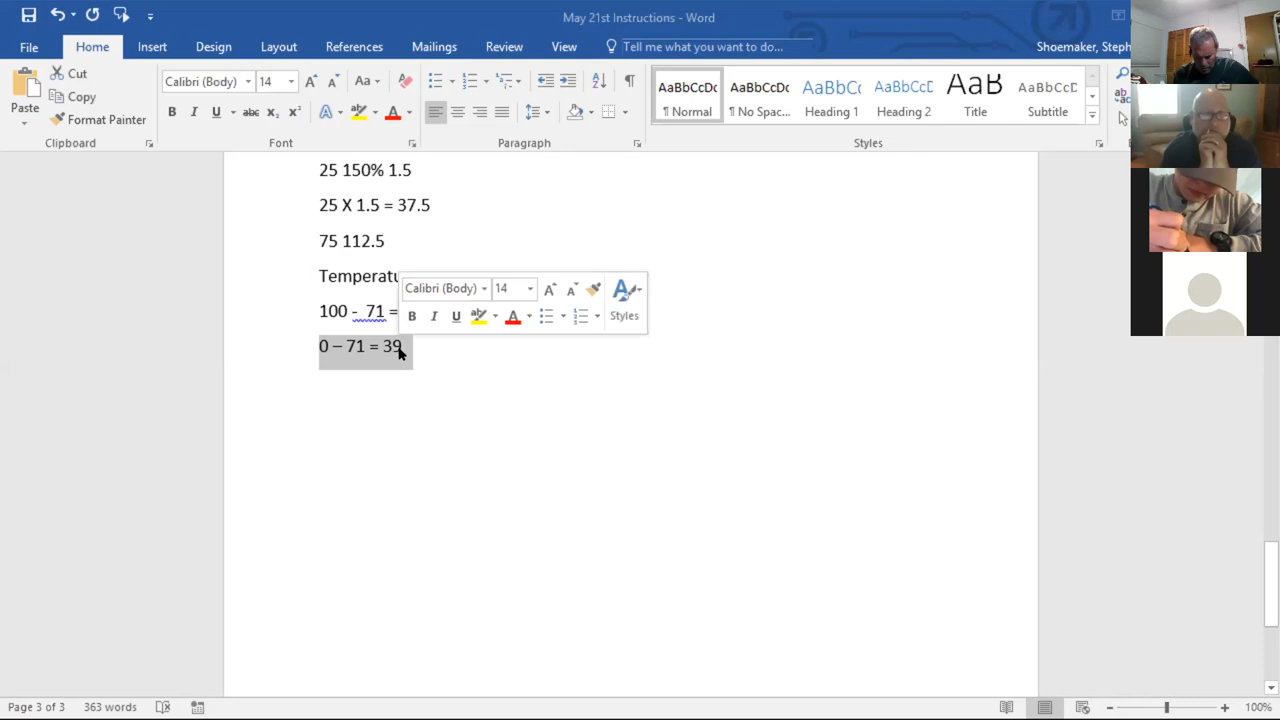 May 21st Instructions - Word
File Home Insert Design Layout References Mailings Review View Tell me what you want to do... Shoemaker, Steph
Paste
Cut
Copy
Format Painter
Clipboard
Calibri (Body) 14
Font
Paragraph
AaBbCcDc AaBbCcDc AaBbC( AaBbCcE AaB AaBbCcD
¶ Normal ¶ No Spac... Heading 1 Heading 2 Title Subtitle
Styles
25 150% 1.5
25 X 1.5 = 37.5
75 112.5
Temperatu
100 - 71 =
0 – 71 = 39
Calibri (Body) 14
B I U
Styles
Page 3 of 3 363 words 100%